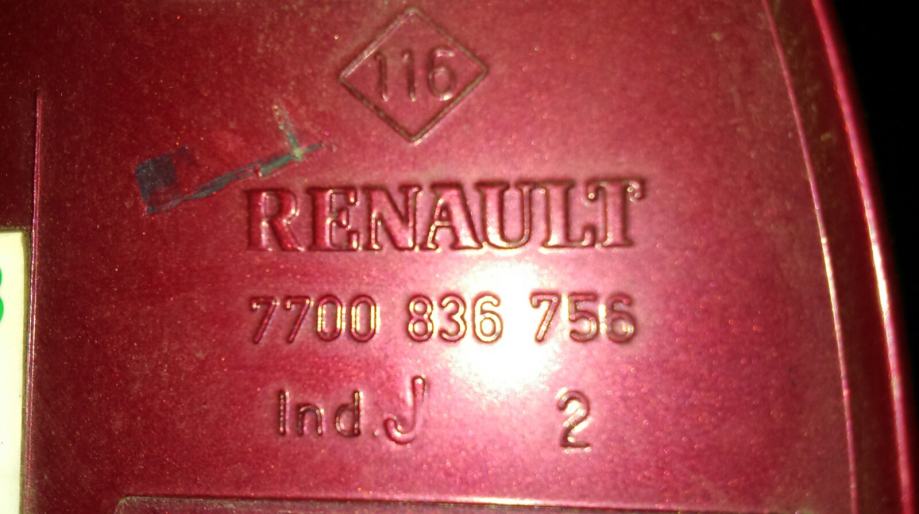 116
RENAULT
7700 836 756
Ind.J 2